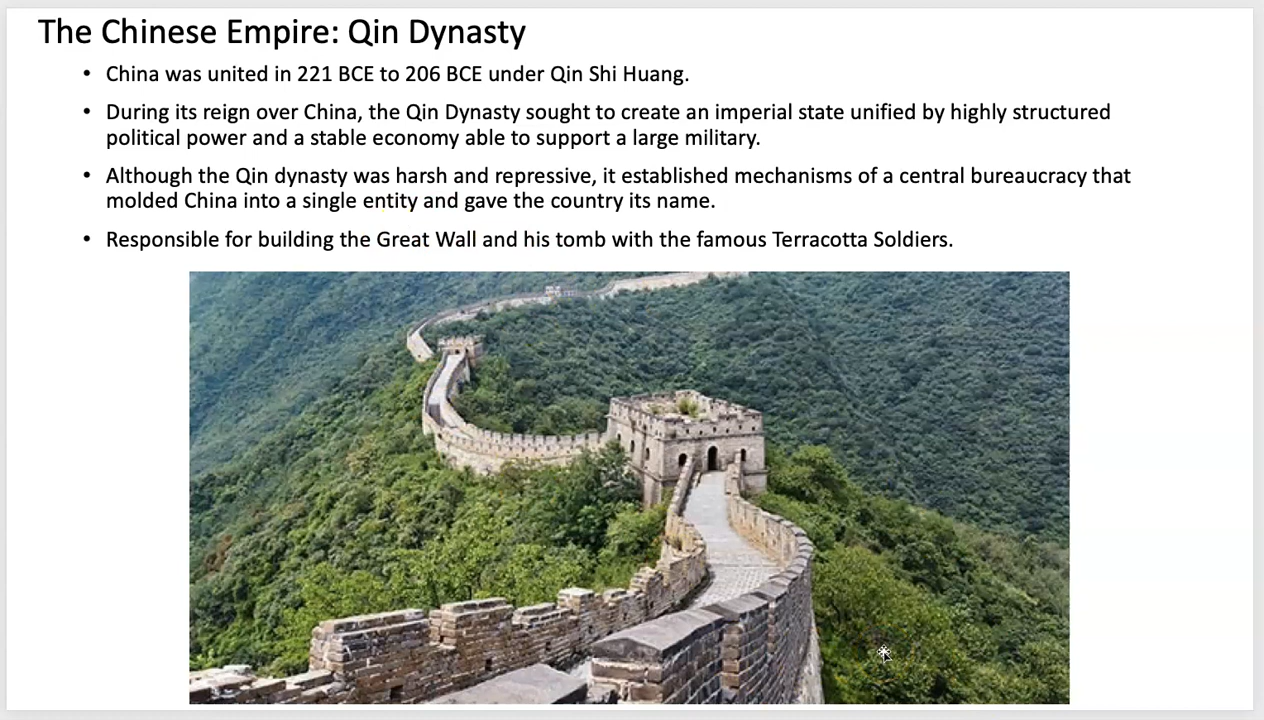 The Chinese Empire: Qin Dynasty
• China was united in 221 BCE to 206 BCE under Qin Shi Huang.
• During its reign over China, the Qin Dynasty sought to create an imperial state unified by highly structured
political power and a stable economy able to support a large military.
• Although the Qin dynasty was harsh and repressive, it established mechanisms of a central bureaucracy that
molded China into a single entity and gave the country its name.
• Responsible for building the Great Wall and his tomb with the famous Terracotta Soldiers.